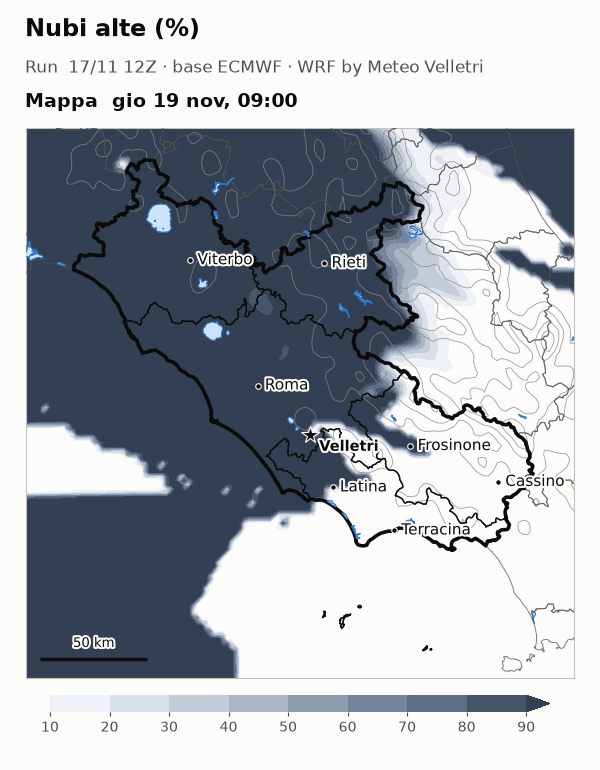 Nubi alte (%)
Run 17/11 12Z · base ECMWF · WRF by Meteo Velletri
Mappa gio 19 nov, 09:00
Viterbo
Rieti
Roma
Velletri
Frosinone
Cassino
Latina
Terracina
50 km
10 20 30 40 50 60 70 80 90